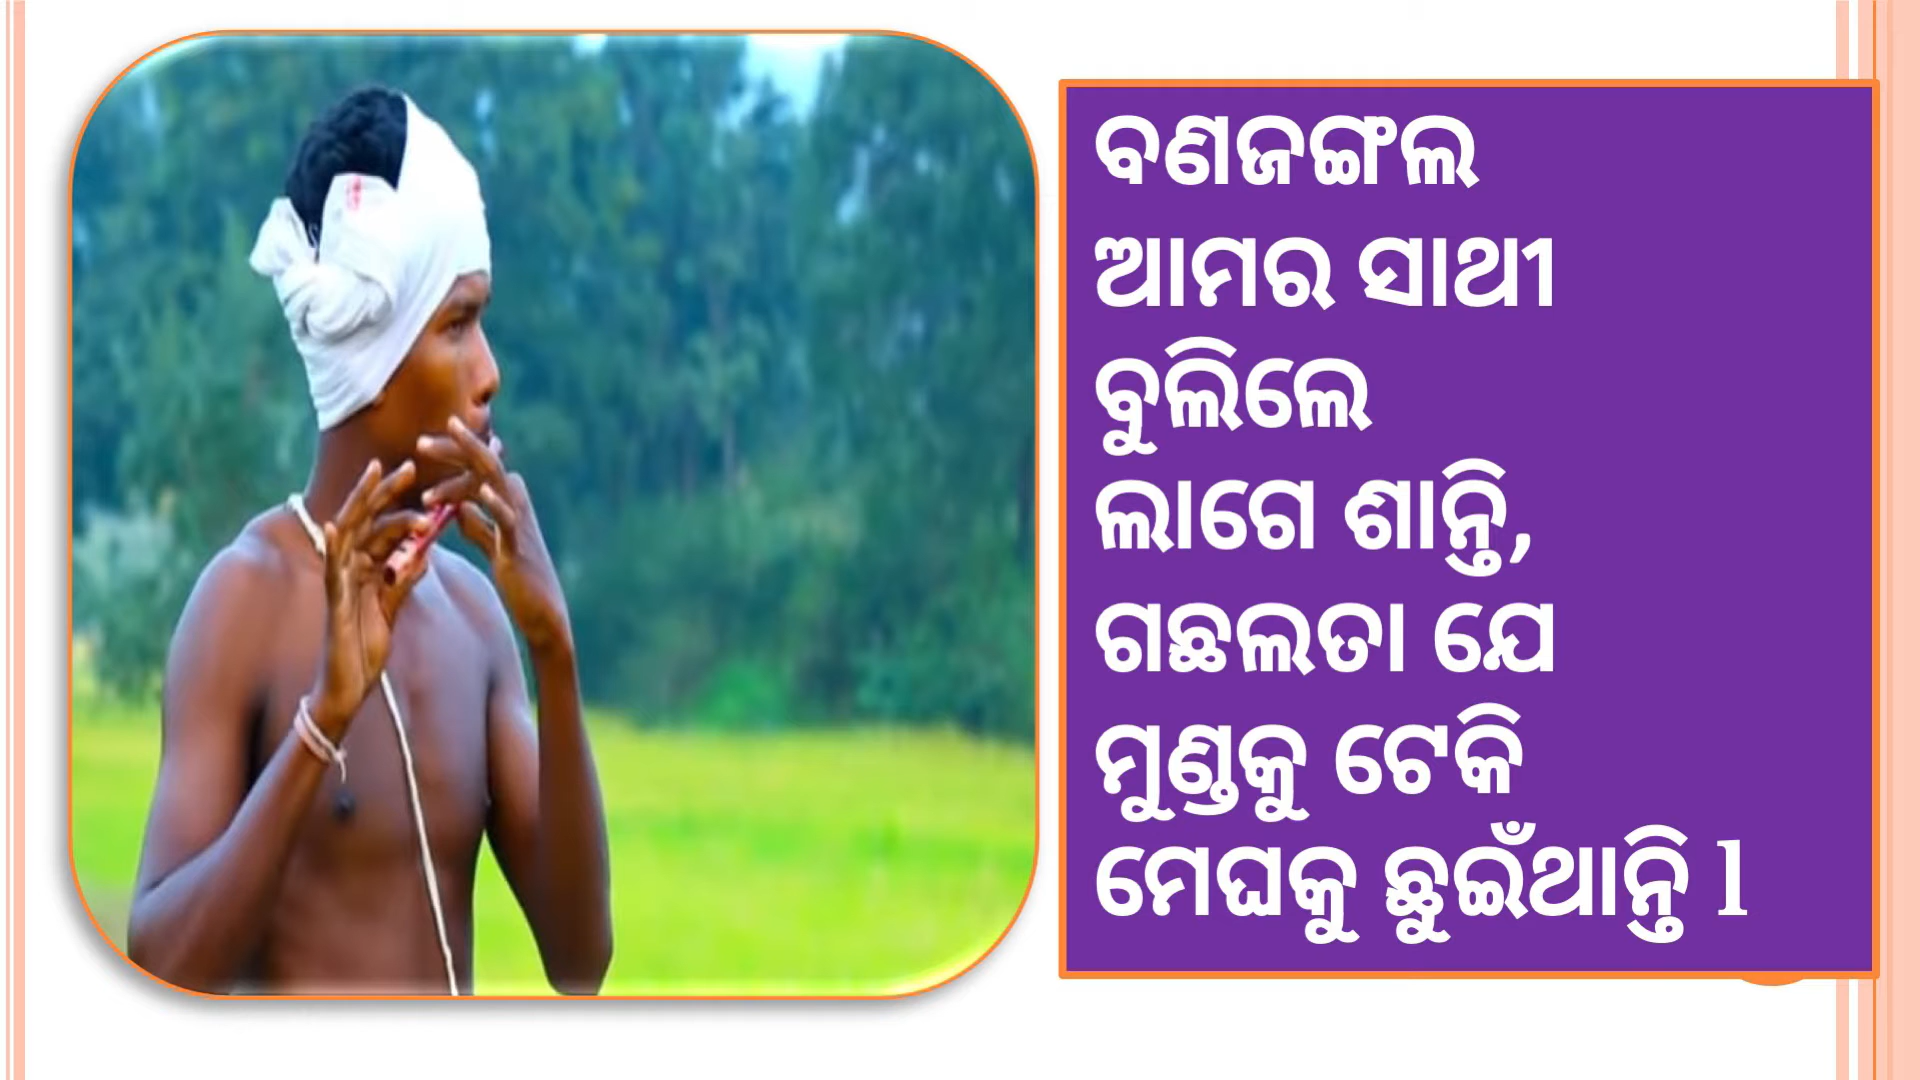 ବଣଜଙ୍ଗଲ
ଆମର ସାଥୀ
ବୁଲିଲେ
ଲାଗେ ଶାନ୍ତି,
ଗଛଲତା ଯେ
ମୁଣ୍ଡକୁ ଟେକି
ମେଘକୁ ଛୁଇଁଥାନ୍ତି l